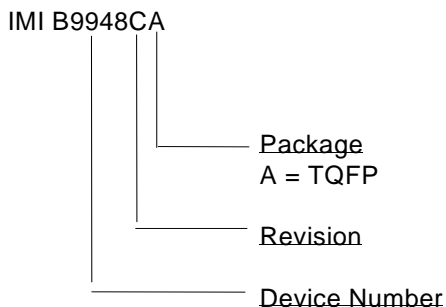 IMI B9948CA
Package
A = TQFP
Revision
Device Number